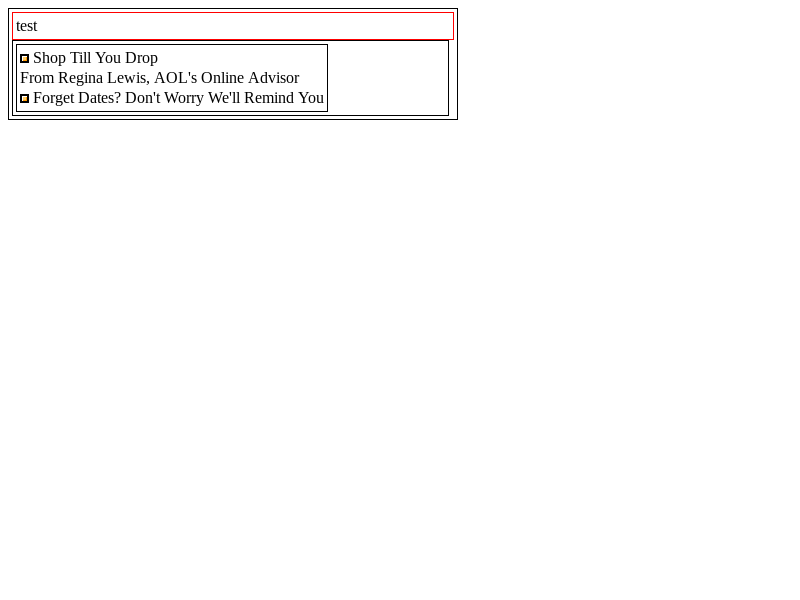 test
Shop Till You Drop
From Regina Lewis, AOL's Online Advisor
Forget Dates? Don't Worry We'll Remind You